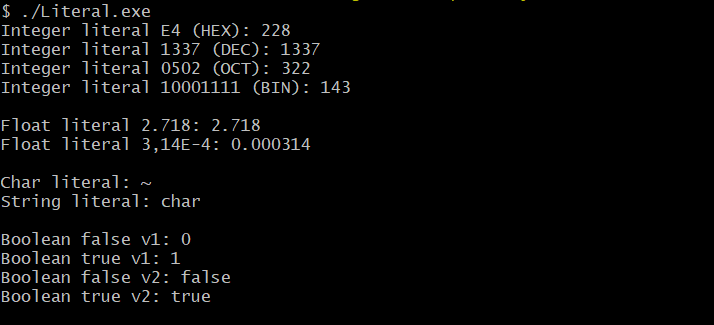 $ ./Literal.exe
Integer literal E4 (HEX): 228
Integer literal 1337 (DEC): 1337
Integer literal 0502 (OCT): 322
Integer literal 10001111 (BIN): 143
Float literal 2.718: 2.718
Float literal 3,14E-4: 0.000314
Char literal: ~
String literal: char
Boolean false v1: 0
Boolean true v1: 1
Boolean false v2: false
Boolean true v2: true